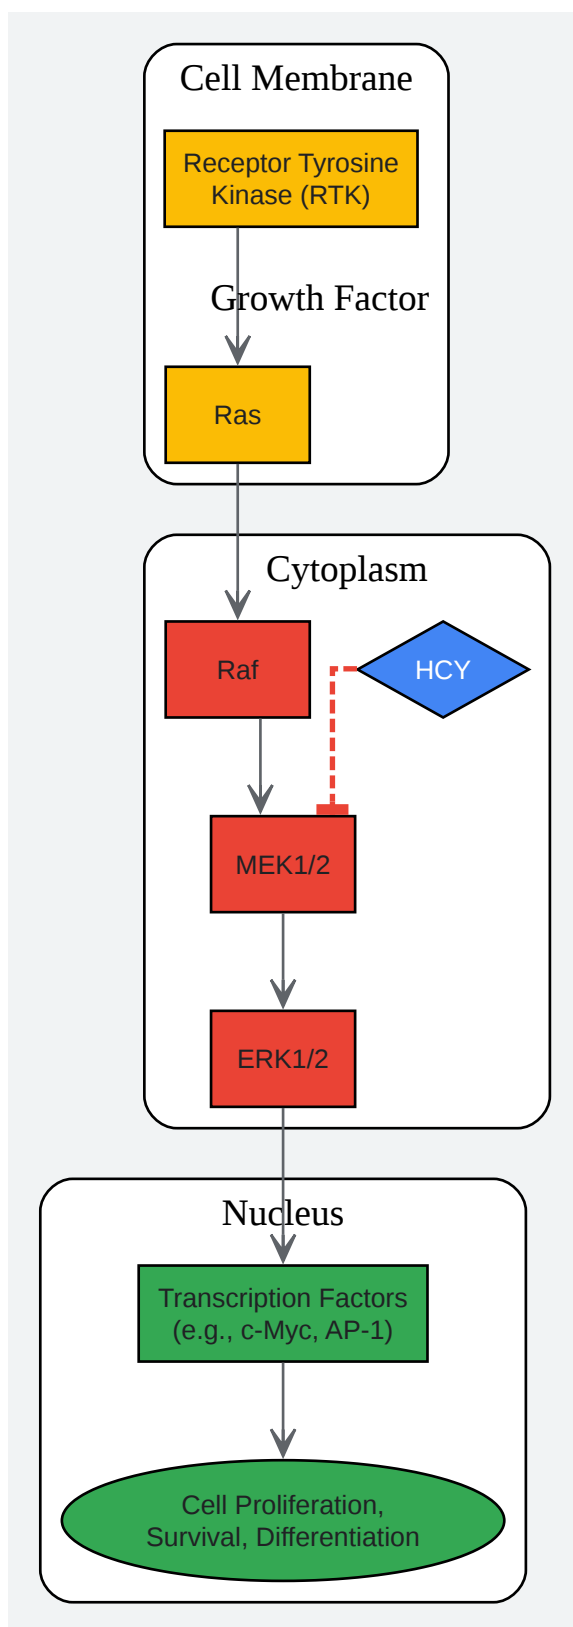 Cell Membrane
Receptor Tyrosine
Kinase (RTK)
Growth Factor
Ras
Cytoplasm
Raf
HCY
MEK1/2
ERK1/2
Nucleus
Transcription Factors
(e.g., c-Myc, AP-1)
Cell Proliferation,
Survival, Differentiation